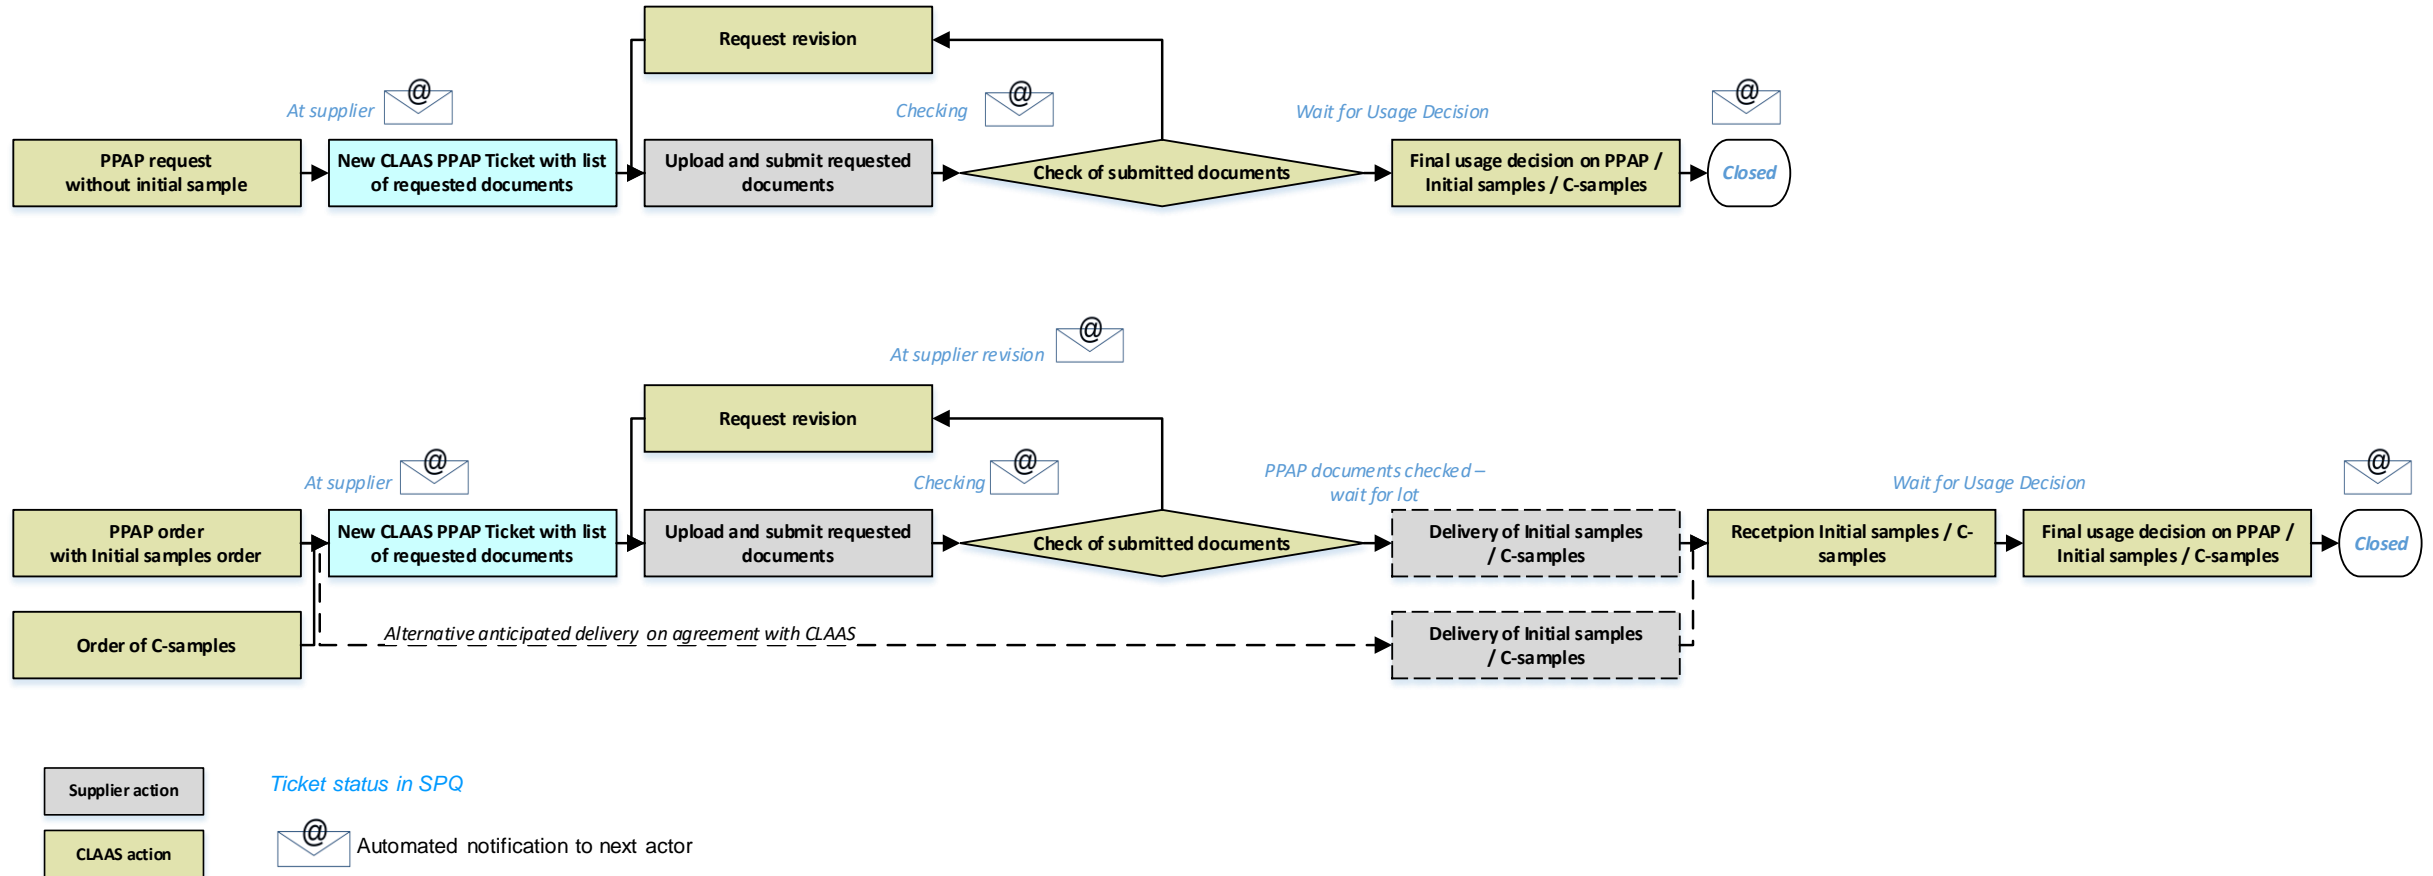 Request revision
@
@
@
At supplier
Checking
Wait for Usage Decision
PPAP request
without initial sample
New CLAAS PPAP Ticket with list
of requested documents
Upload and submit requested
documents
Check of submitted documents
Final usage decision on PPAP /
Initial samples / C-samples
Closed
@
At supplier revision
Request revision
@
@
@
At supplier
Checking
PPAP documents checked –
wait for lot
Wait for Usage Decision
PPAP order
with Initial samples order
New CLAAS PPAP Ticket with list
of requested documents
Upload and submit requested
documents
Check of submitted documents
Delivery of Initial samples
/ C-samples
Recetpion Initial samples / C-
samples
Final usage decision on PPAP /
Initial samples / C-samples
Closed
Order of C-samples
Alternative anticipated delivery on agreement with CLAAS
Delivery of Initial samples
/ C-samples
Supplier action
Ticket status in SPQ
CLAAS action
@
Automated notification to next actor